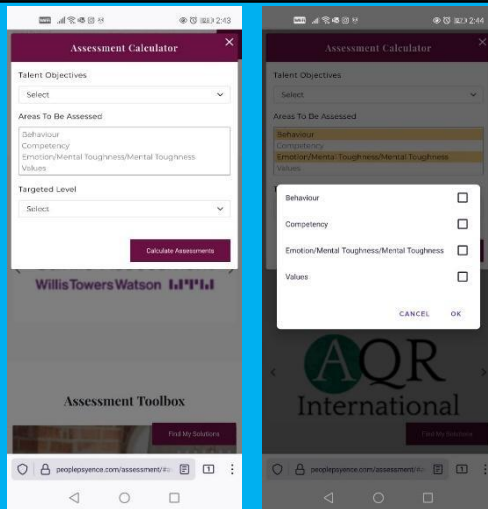 2:43
Assessment Calculator
×
Talent Objectives
Select
Areas To Be Assessed
Behaviour
Competency
Emotion/Mental Toughness/Mental Toughness
Values
Targeted Level
Select
Calculate Assessments
WillisTowersWatson
Assessment Toolbox
Find My Solutions
peoplepsyence.com/assessment/#
1
2:44
Assessment Calculator
×
Talent Objectives
Select
Areas To Be Assessed
Behaviour
Competency
Emotion/Mental Toughness/Mental Toughness
Values
Behaviour
Competency
Emotion/Mental Toughness/Mental Toughness
Values
CANCEL OK
AQR
International
Find My Solutions
peoplepsyence.com/assessment/#
1